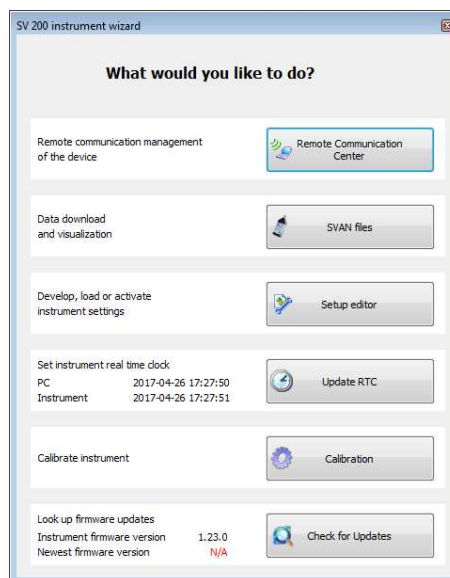 SV 200 instrument wizard
What would you like to do?
Remote communication management
of the device
Remote Communication
Center
Data download
and visualization
SVAN files
Develop, load or activate
instrument settings
Setup editor
Set instrument real time clock
PC 2017-04-26 17:27:50
Instrument 2017-04-26 17:27:51
Update RTC
Calibrate instrument
Calibration
Look up firmware updates
Instrument firmware version 1.23.0
Newest firmware version N/A
Check for Updates